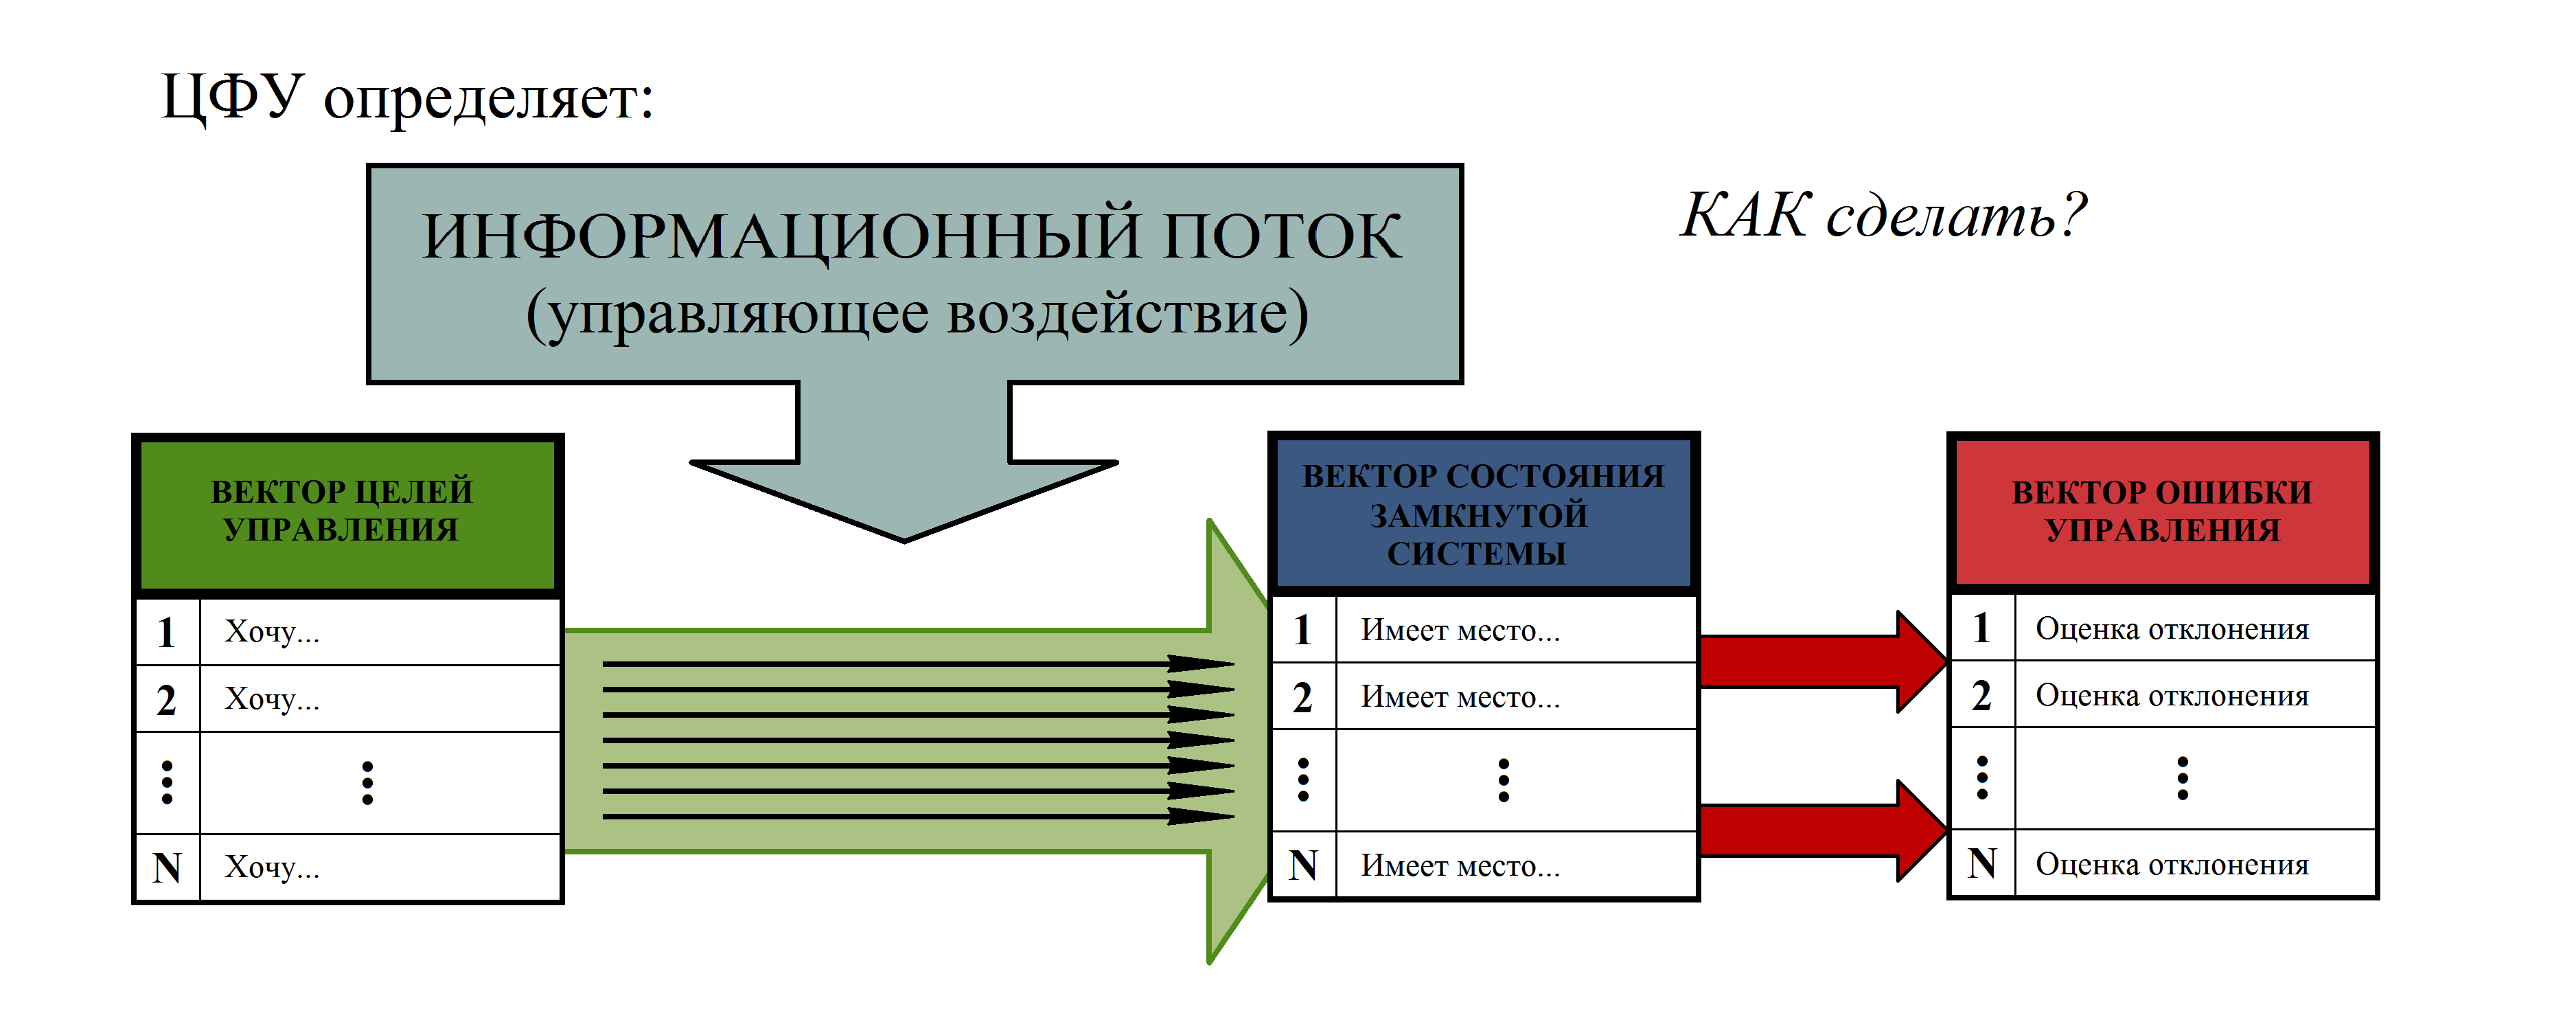 ЦФУ определяет:
ИНФОРМАЦИОННЫЙ ПОТОК
(управляющее воздействие)
КАК сделать?
ВЕКТОР ЦЕЛЕЙ
УПРАВЛЕНИЯ
1 Хочу...
2 Хочу...
N Хочу...
ВЕКТОР СОСТОЯНИЯ
ЗАМКНУТОЙ
СИСТЕМЫ
1 Имеет место...
2 Имеет место...
N Имеет место...
ВЕКТОР ОШИБКИ
УПРАВЛЕНИЯ
1 Оценка отклонения
2 Оценка отклонения
N Оценка отклонения